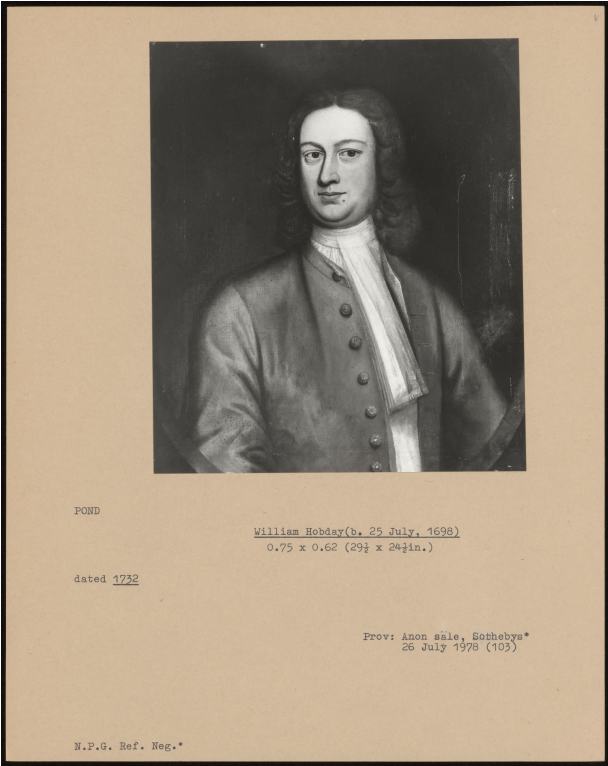 POND
William Hobday(b. 25 July, 1698)
0.75 x 0.62 (29½ x 24½in.)
dated 1732
Prov: Anon sale, Sothebys*
26 July 1978 (103)
N.P.G. Ref. Neg.*